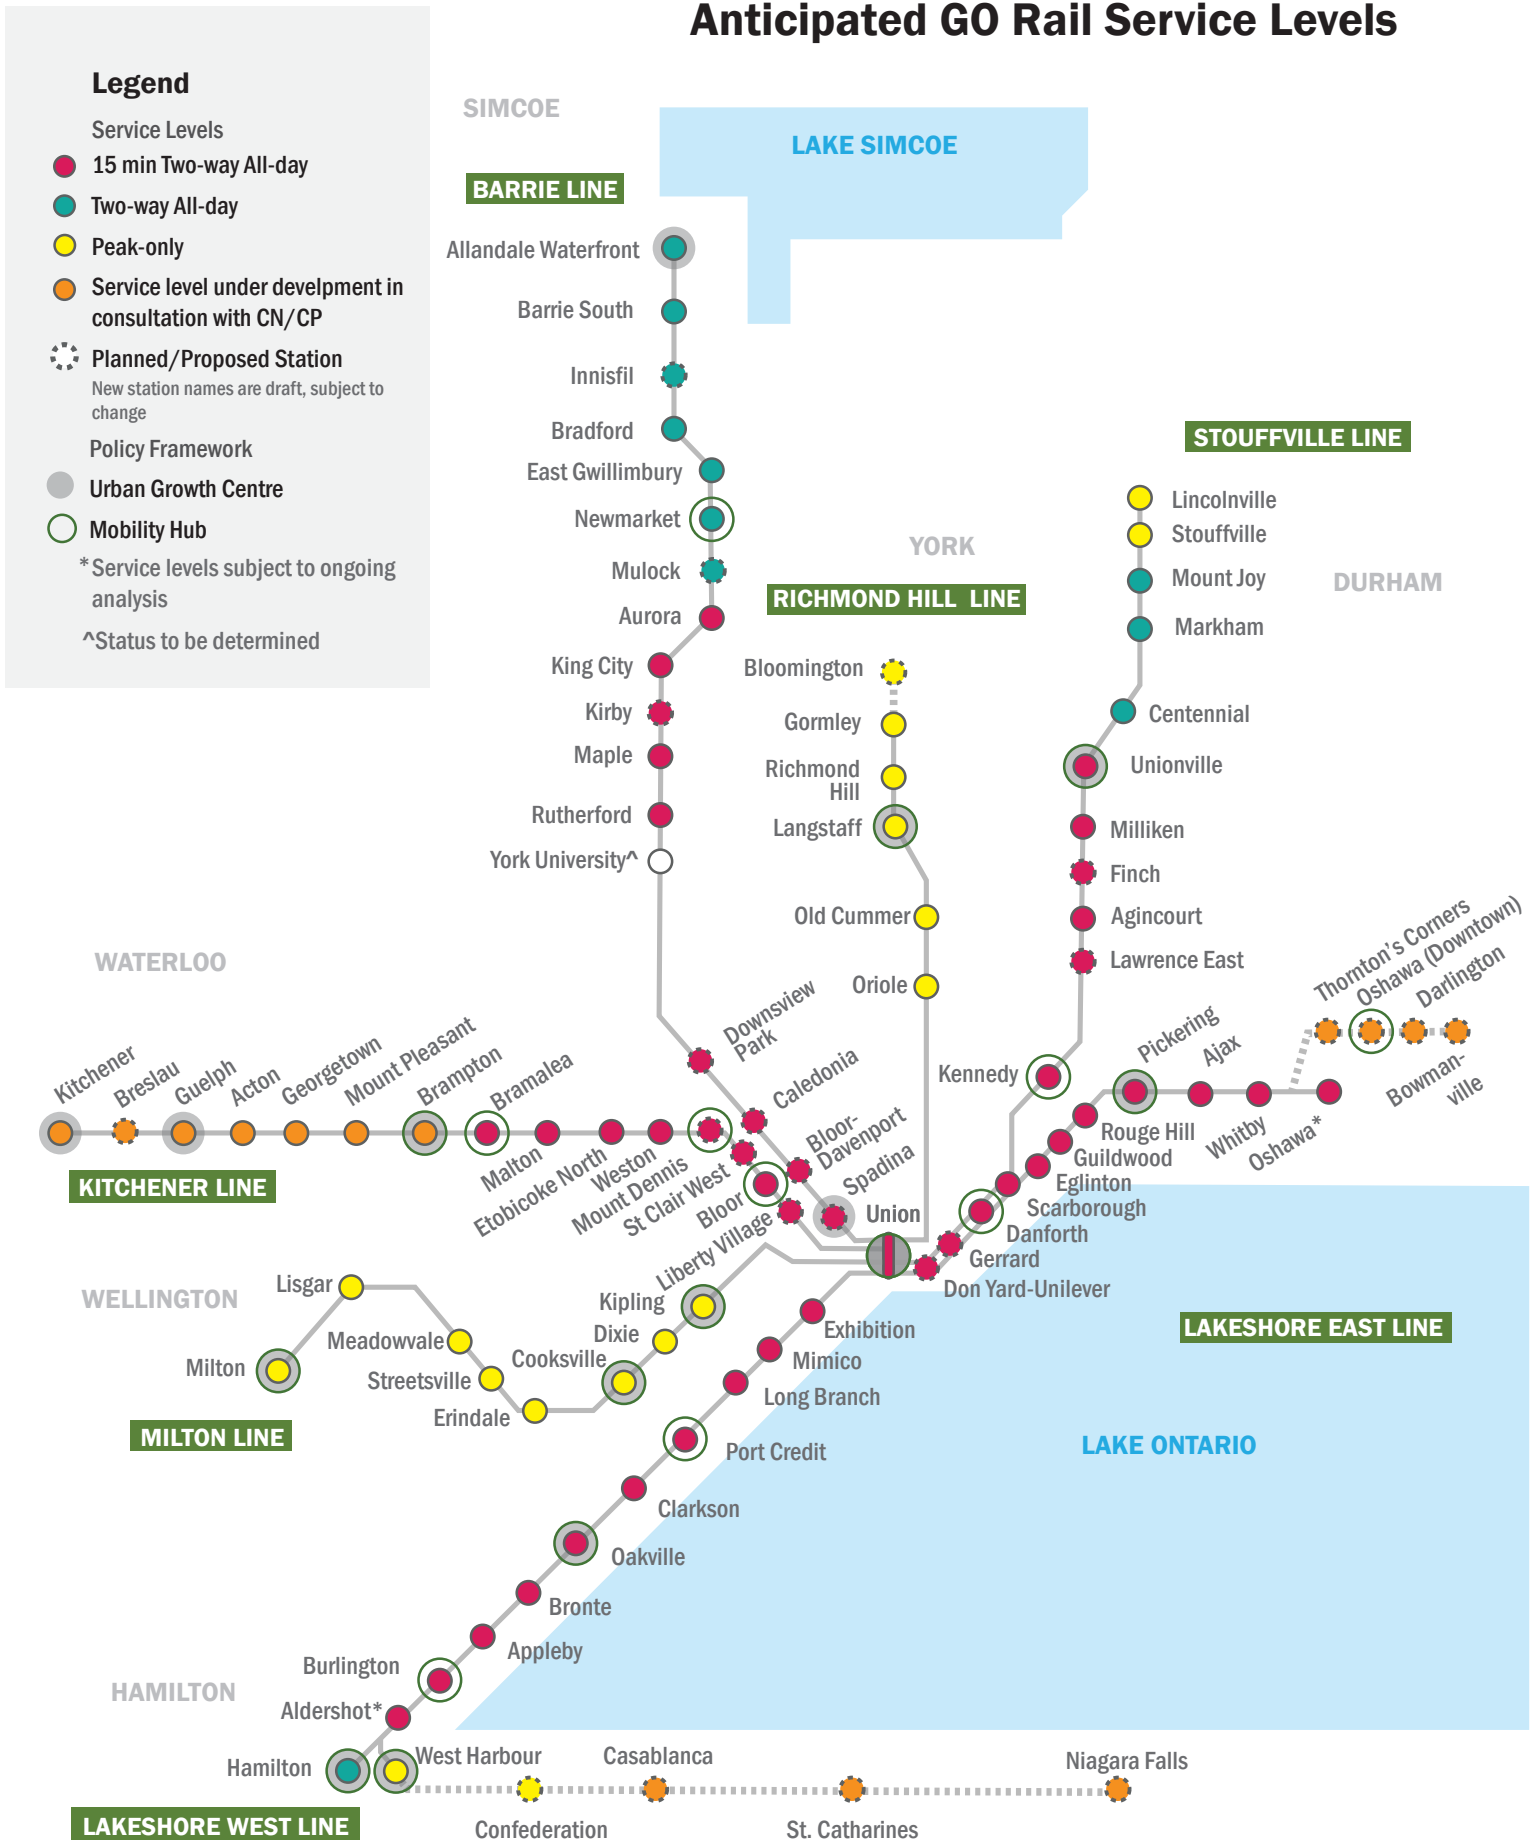 Anticipated GO Rail Service Levels
Legend
Service Levels
15 min Two-way All-day
Two-way All-day
Peak-only
Service level under develpment in
consultation with CN/CP
Planned/Proposed Station
New station names are draft, subject to
change
Policy Framework
Urban Growth Centre
Mobility Hub
*Service levels subject to ongoing
analysis
^Status to be determined
SIMCOE
LAKE SIMCOE
BARRIE LINE
Allandale Waterfront
Barrie South
Innisfil
Bradford
East Gwillimbury
Newmarket
Mulock
Aurora
King City
Kirby
Maple
Rutherford
York University^
Downsview
Park
Caledonia
Bloor-
Davenport
Spadina
YORK
RICHMOND HILL LINE
Bloomington
Gormley
Richmond
Hill
Langstaff
Old Cummer
Oriole
STOUFFVILLE LINE
Lincolnville
Stouffville
Mount Joy
Markham
DURHAM
Centennial
Unionville
Milliken
Finch
Agincourt
Lawrence East
Kennedy
Thornton's Corners
Oshawa (Downtown)
Darlington
Bowman-
ville
Pickering
Ajax
Whitby
Oshawa*
Rouge Hill
Guildwood
Eglinton
Scarborough
Danforth
Gerrard
Don Yard-Unilever
Union
LAKESHORE EAST LINE
WATERLOO
Kitchener
Breslau
Guelph
Acton
Georgetown
Mount Pleasant
Brampton
Bramalea
Malton
Etobicoke North
Weston
Mount Dennis
St Clair West
Bloor
Liberty Village
KITCHENER LINE
WELLINGTON
Lisgar
Milton
Meadowvale
Streetsville
Erindale
Cooksville
Dixie
Kipling
MILTON LINE
Exhibition
Mimico
Long Branch
Port Credit
Clarkson
Oakville
Bronte
Appleby
Burlington
Aldershot*
LAKE ONTARIO
HAMILTON
Hamilton
West Harbour
Casablanca
Niagara Falls
Confederation
St. Catharines
LAKESHORE WEST LINE